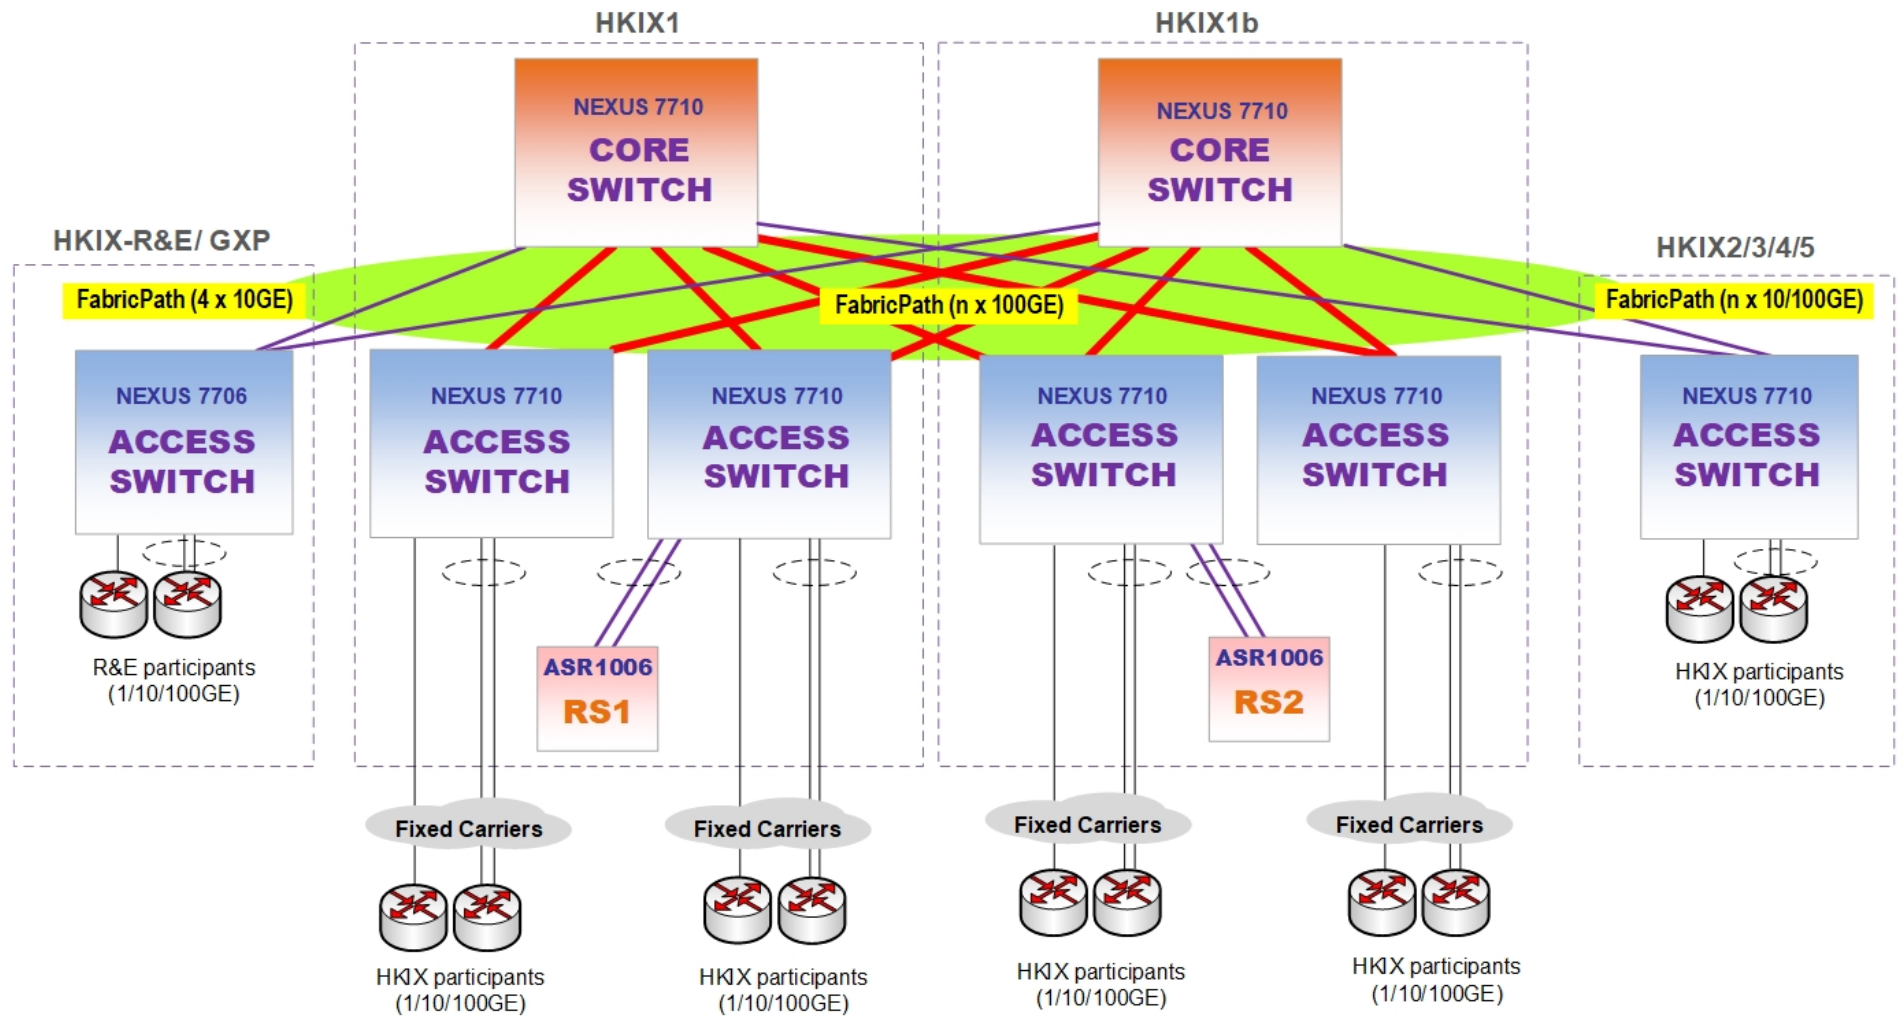 HKIX1
HKIX1b
NEXUS 7710
CORE
SWITCH
NEXUS 7710
CORE
SWITCH
HKIX-R&E/ GXP
HKIX2/3/4/5
FabricPath (4 x 10GE)
FabricPath (n x 100GE)
FabricPath (n x 10/100GE)
NEXUS 7706
ACCESS
SWITCH
NEXUS 7710
ACCESS
SWITCH
NEXUS 7710
ACCESS
SWITCH
NEXUS 7710
ACCESS
SWITCH
NEXUS 7710
ACCESS
SWITCH
NEXUS 7710
ACCESS
SWITCH
R&E participants
(1/10/100GE)
ASR1006
RS1
ASR1006
RS2
HKIX participants
(1/10/100GE)
Fixed Carriers
Fixed Carriers
Fixed Carriers
Fixed Carriers
HKIX participants
(1/10/100GE)
HKIX participants
(1/10/100GE)
HKIX participants
(1/10/100GE)
HKIX participants
(1/10/100GE)